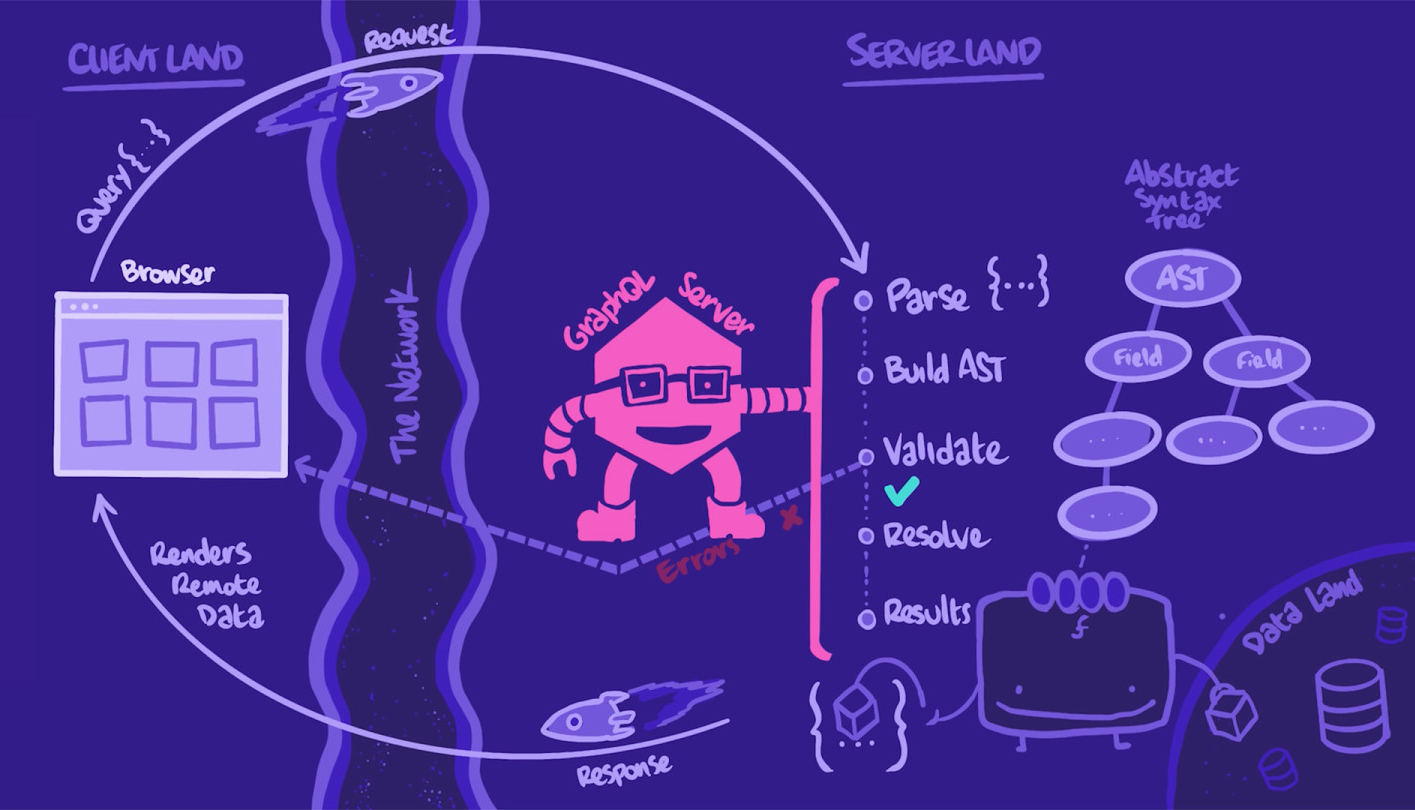 CLIENT LAND
Request
SERVER LAND
Query {...}
Browser
The Network
GraphQL Server
Parse {...}
Build AST
Validate
Resolve
Results
Errors x
Abstract
Syntax
Tree
AST
Field
Field
...
...
...
...
f
Data Land
{...}
Renders
Remote
Data
Response